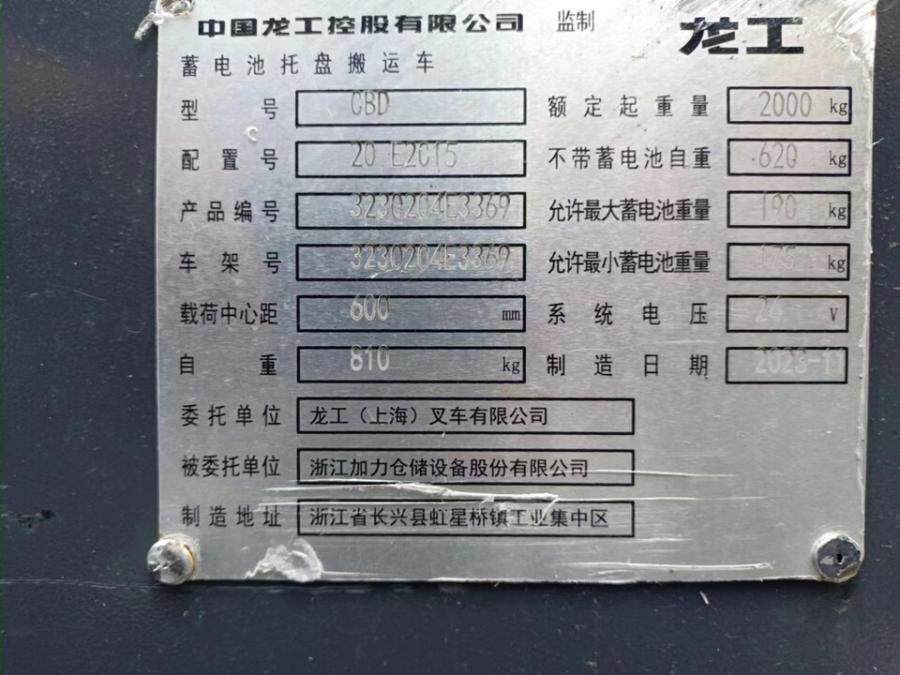 中国龙工控股有限公司 监制 龙工
蓄电池托盘搬运车
型号 CBD 额定起重量 2000 kg
配置号 20 E2C15 不带蓄电池自重 620 kg
产品编号 3230204E3369 允许最大蓄电池重量 190 kg
车架号 3230204E3369 允许最小蓄电池重量 kg
载荷中心距 600 mm 系统电压 V
自重 810 kg 制造日期 2023-11
委托单位 龙工（上海）叉车有限公司
被委托单位 浙江加力仓储设备股份有限公司
制造地址 浙江省长兴县虹星桥镇工业集中区